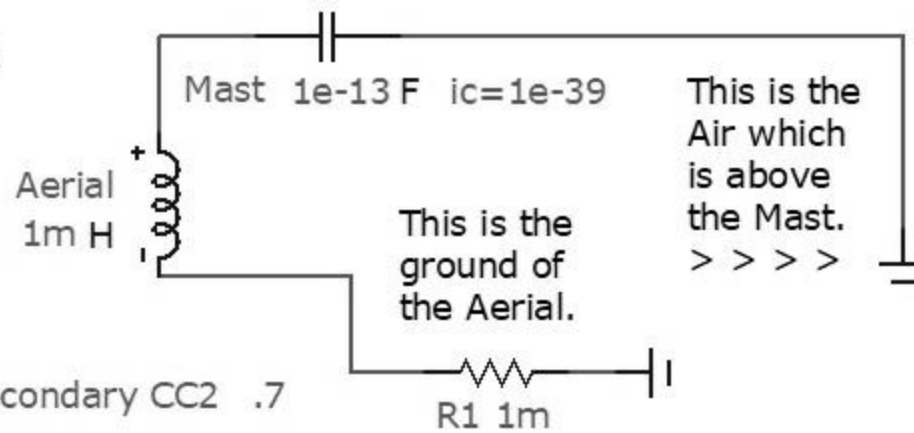 Mast 1e-13 F ic=1e-39
This is the
Air which
is above
the Mast.
> > > >
Aerial
1m H
+
-
This is the
ground of
the Aerial.
condary CC2 .7
R1 1m